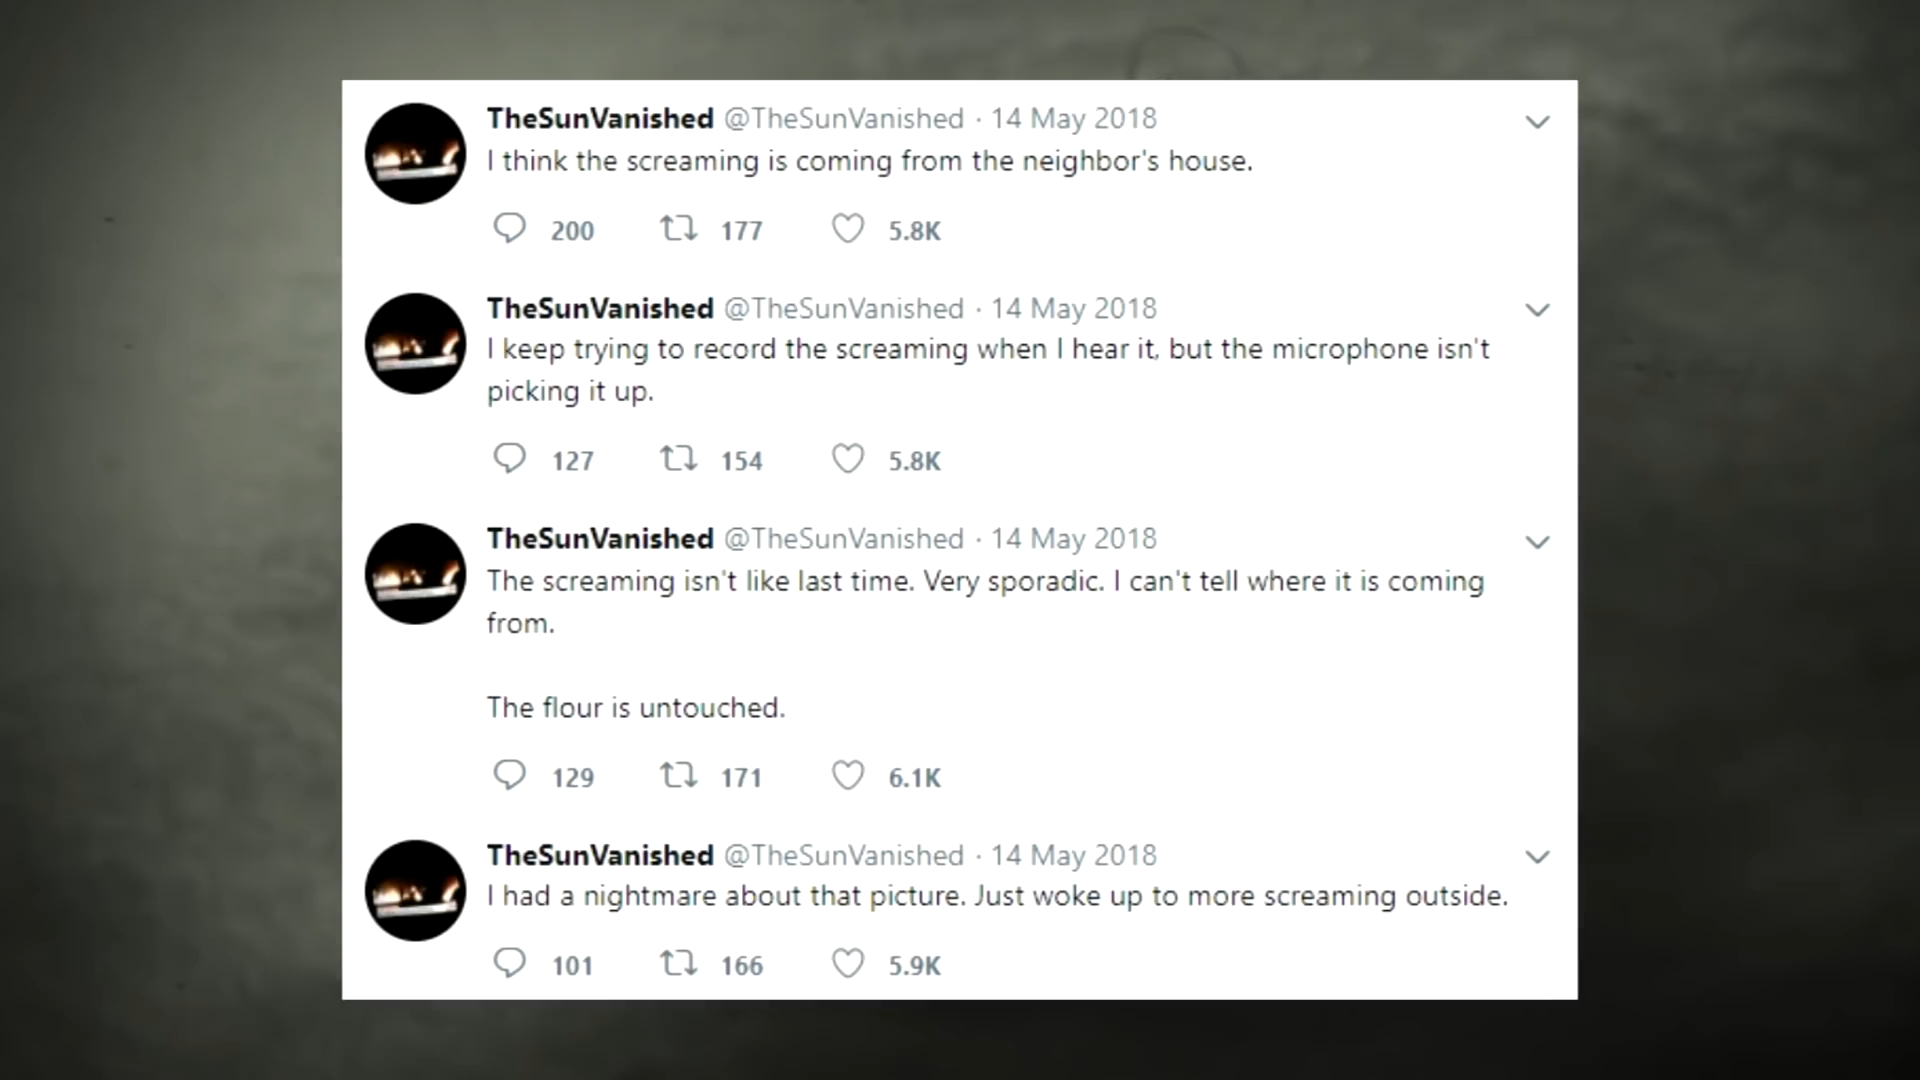 TheSunVanished @TheSunVanished · 14 May 2018
I think the screaming is coming from the neighbor's house.
200 177 5.8K
TheSunVanished @TheSunVanished · 14 May 2018
I keep trying to record the screaming when I hear it, but the microphone isn't
picking it up.
127 154 5.8K
TheSunVanished @TheSunVanished · 14 May 2018
The screaming isn't like last time. Very sporadic. I can't tell where it is coming
from.
The flour is untouched.
129 171 6.1K
TheSunVanished @TheSunVanished · 14 May 2018
I had a nightmare about that picture. Just woke up to more screaming outside.
101 166 5.9K